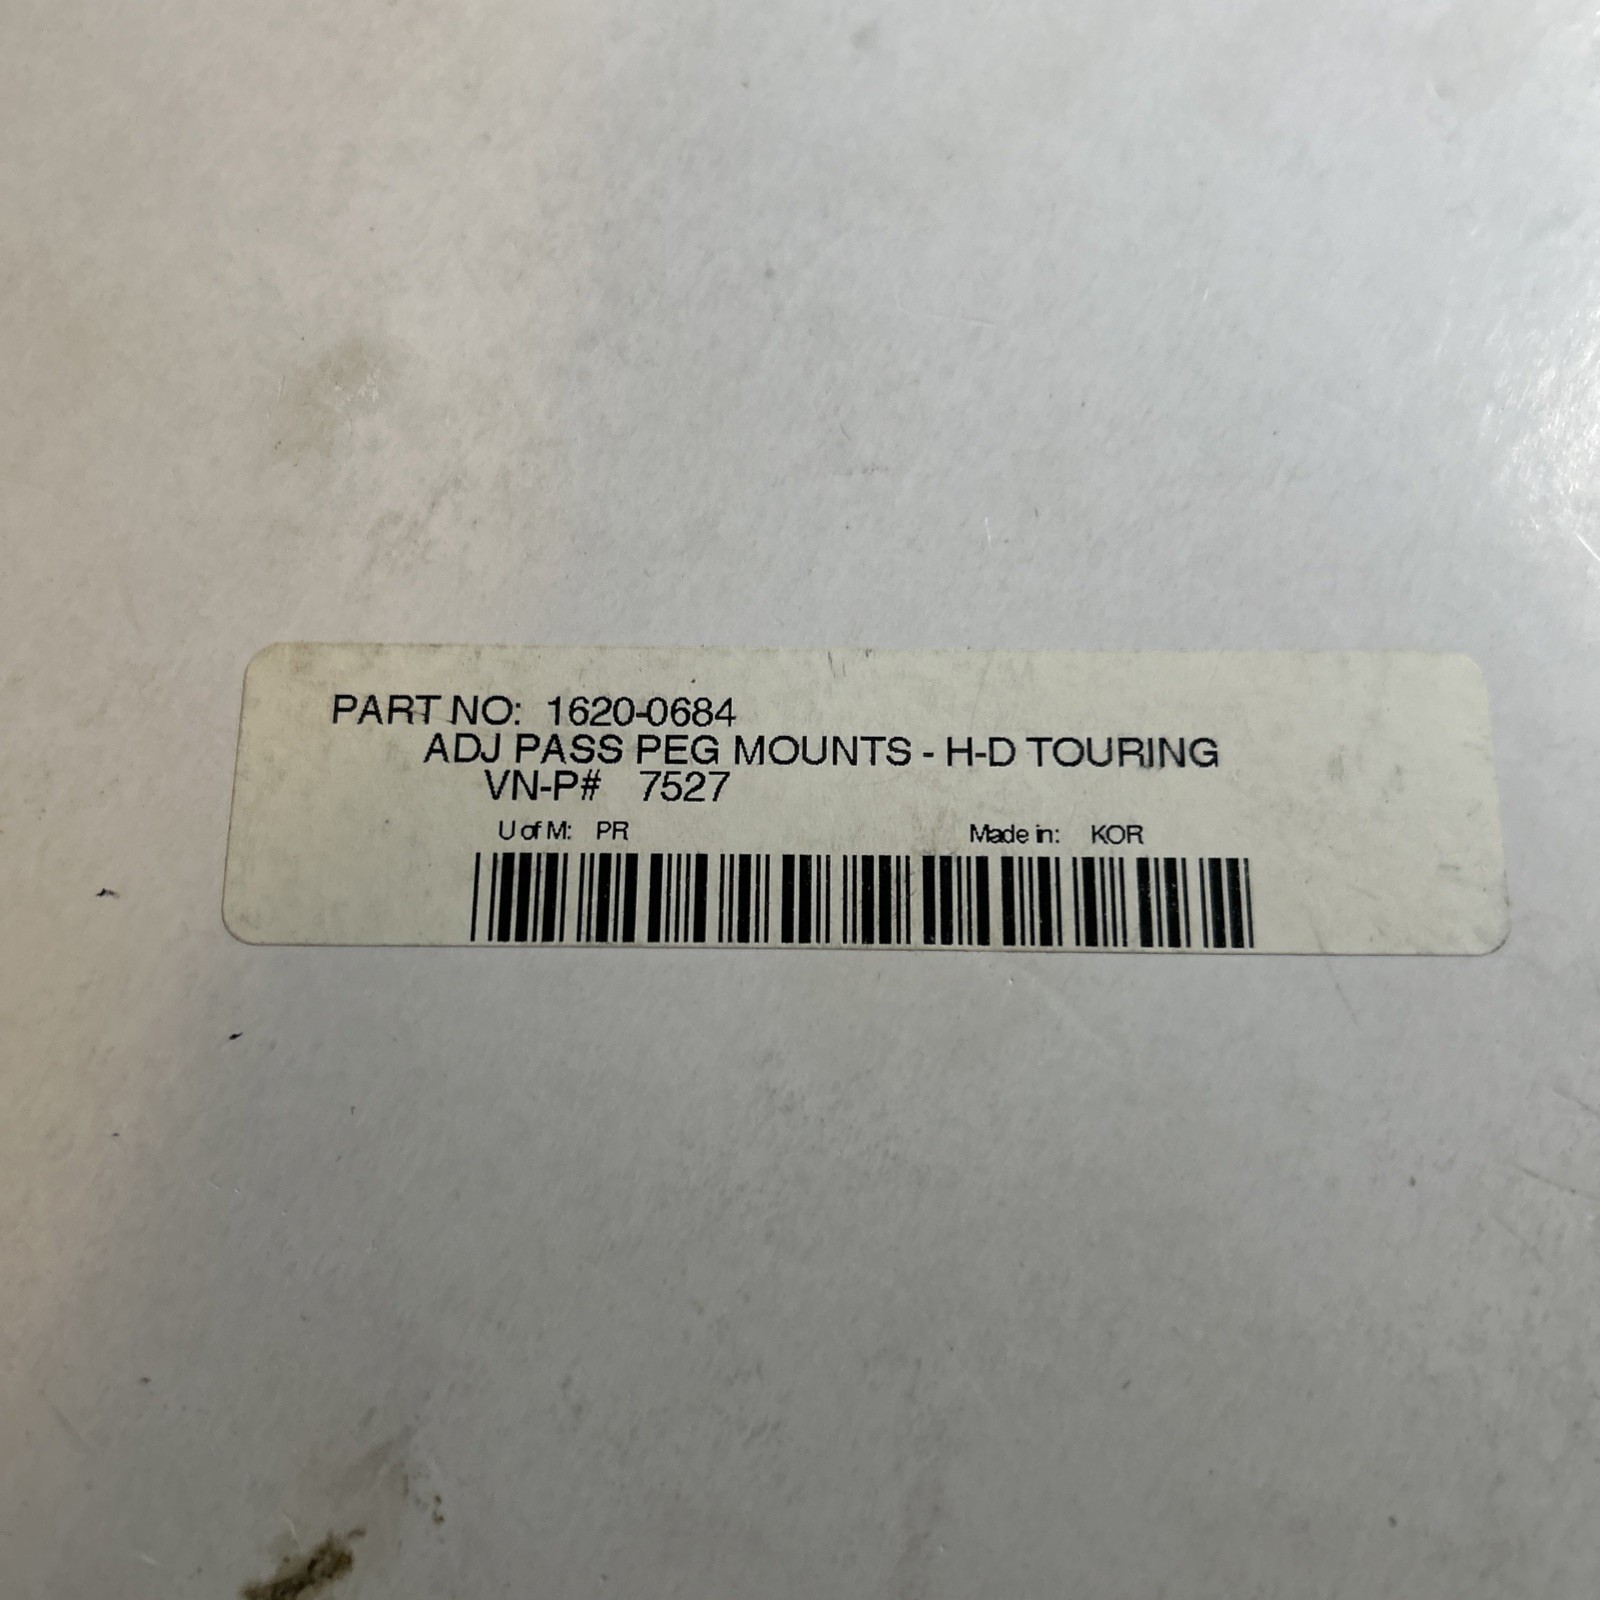 PART NO: 1620-0684
ADJ PASS PEG MOUNTS - H-D TOURING
VN-P# 7527
U of M: PR Made in: KOR